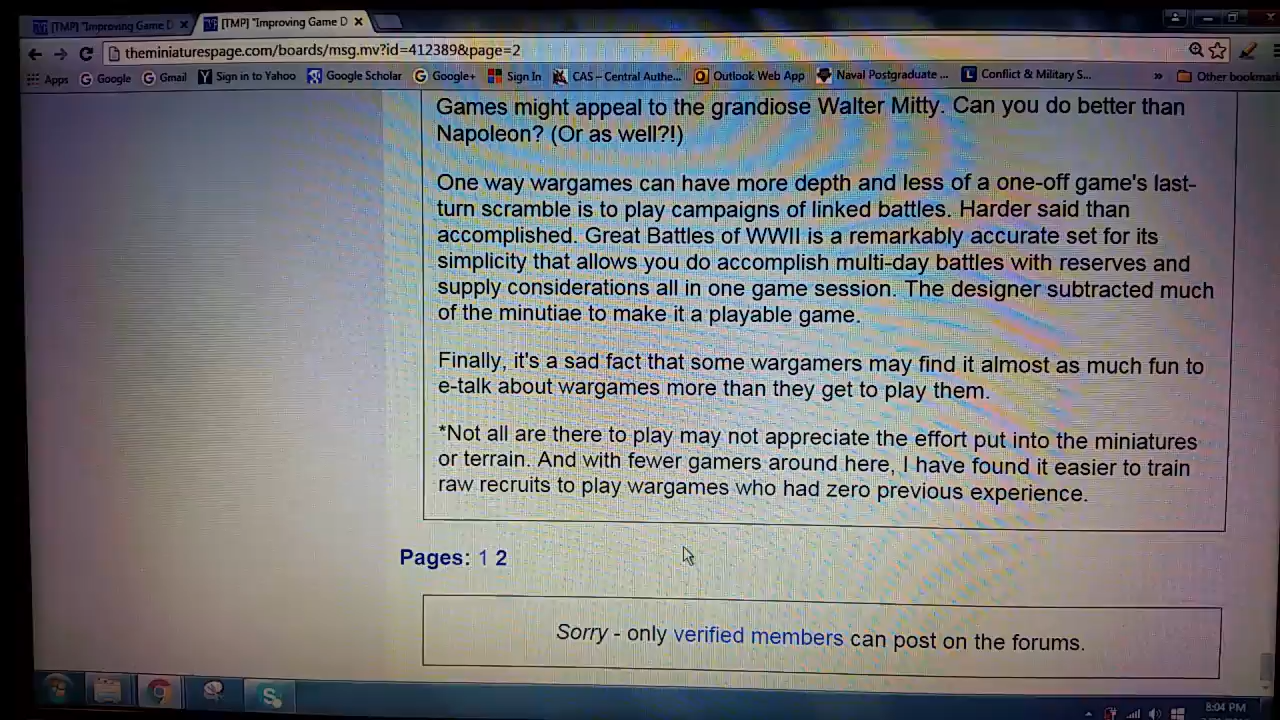 [TMP] "Improving Game D
[TMP] "Improving Game D
theminiaturespage.com/boards/msg.mv?id=412389&page=2
Apps Google Gmail Sign in to Yahoo Google Scholar Google+ Sign In CAS – Central Authe... Outlook Web App Naval Postgraduate ... Conflict & Military S... » Other bookmar
Games might appeal to the grandiose Walter Mitty. Can you do better than
Napoleon? (Or as well?!)
One way wargames can have more depth and less of a one-off game's last-
turn scramble is to play campaigns of linked battles. Harder said than
accomplished. Great Battles of WWII is a remarkably accurate set for its
simplicity that allows you do accomplish multi-day battles with reserves and
supply considerations all in one game session. The designer subtracted much
of the minutiae to make it a playable game.
Finally, it's a sad fact that some wargamers may find it almost as much fun to
e-talk about wargames more than they get to play them.
*Not all are there to play may not appreciate the effort put into the miniatures
or terrain. And with fewer gamers around here, I have found it easier to train
raw recruits to play wargames who had zero previous experience.
Pages: 1 2
Sorry - only verified members can post on the forums.
8:04 PM